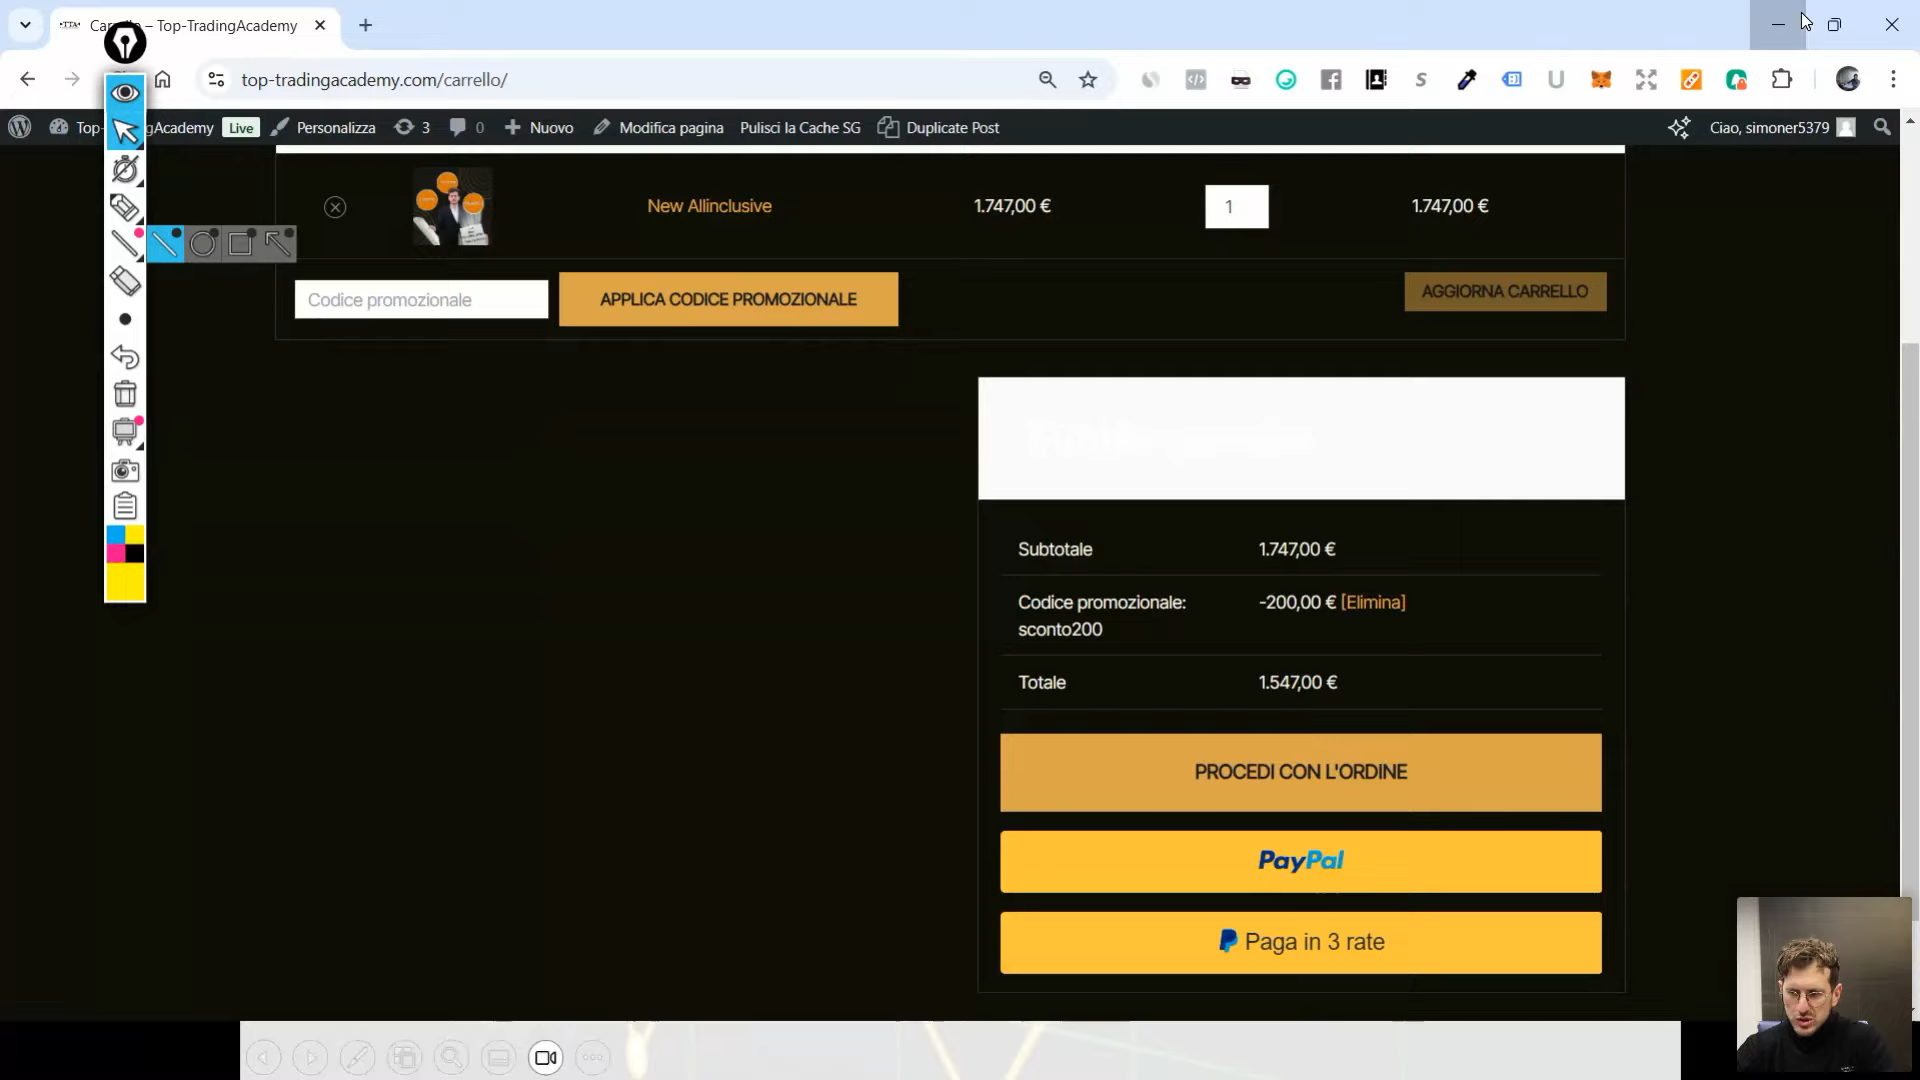 Top-TradingAcademy
top-tradingacademy.com/carrello/
Live
Personalizza
3
0
Nuovo
Modifica pagina
Pulisci la Cache SG
Duplicate Post
Ciao, simoner5379
New Allinclusive
1.747,00 €
1
1.747,00 €
Codice promozionale
APPLICA CODICE PROMOZIONALE
AGGIORNA CARRELLO
Subtotale
1.747,00 €
Codice promozionale:
sconto200
-200,00 € [Elimina]
Totale
1.547,00 €
PROCEDI CON L'ORDINE
PayPal
Paga in 3 rate